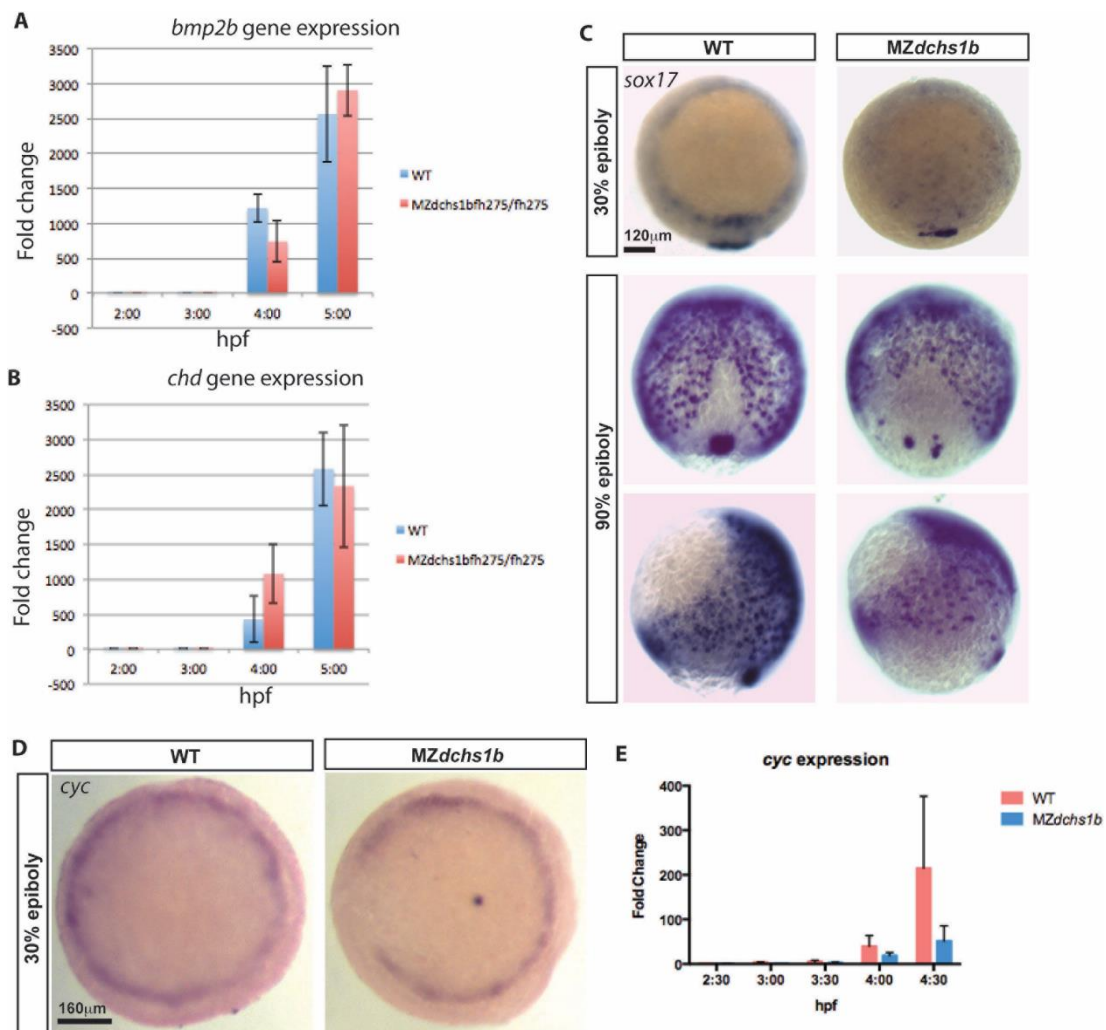 A
bmp2b gene expression
3500
3000
2500
2000
1500
1000
500
0
-500
Fold change
2:00 3:00 4:00 5:00
hpf
WT
MZdchs1bfh275/fh275
B
chd gene expression
3500
3000
2500
2000
1500
1000
500
0
-500
Fold change
2:00 3:00 4:00 5:00
hpf
WT
MZdchs1bfh275/fh275
C
WT MZdchs1b
sox17
30% epiboly
120μm
90% epiboly
D
WT MZdchs1b
cyc
30% epiboly
160μm
E
cyc expression
400
300
200
100
0
Fold Change
2:30 3:00 3:30 4:00 4:30
hpf
WT
MZdchs1b